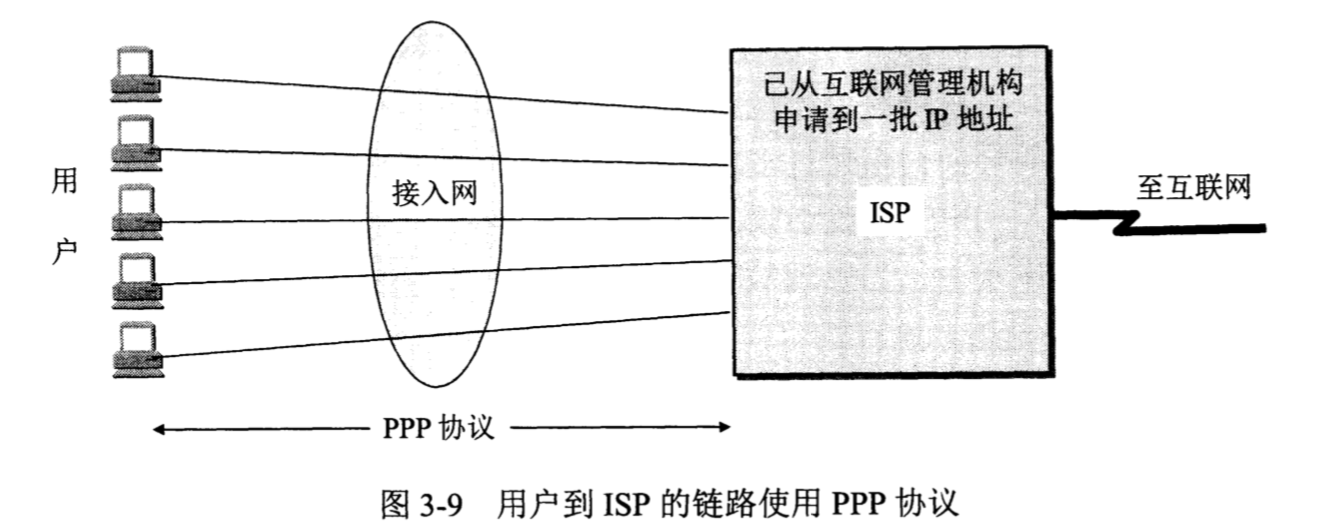 已从互联网管理机构
申请到一批 IP 地址
用
户
接入网
ISP
至互联网
PPP 协议
图 3-9 用户到 ISP 的链路使用 PPP 协议